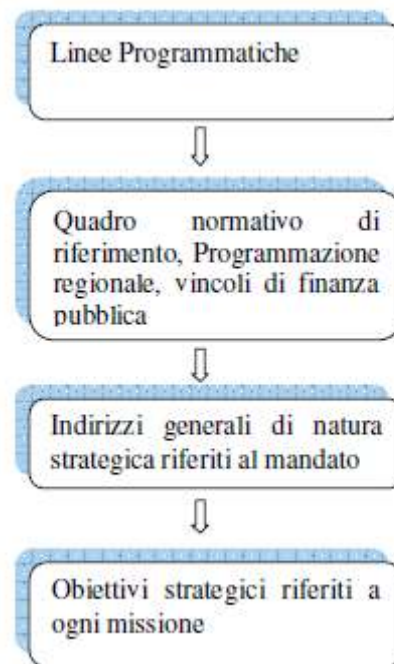 Linee Programmatiche
Quadro normativo di
riferimento, Programmazione
regionale, vincoli di finanza
pubblica
Indirizzi generali di natura
strategica riferiti al mandato
Obiettivi strategici riferiti a
ogni missione